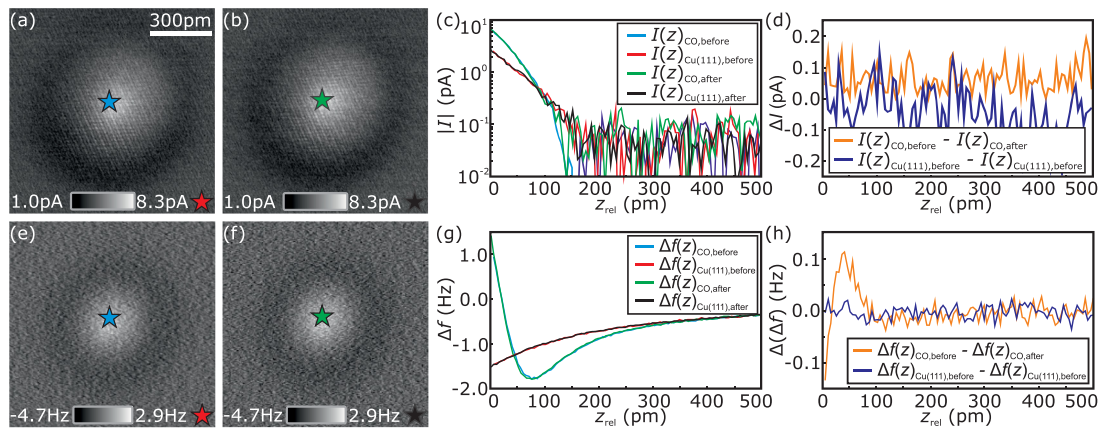 (a)
300pm
1.0pA
8.3pA
(b)
1.0pA
8.3pA
(c)
|I| (pA)
10¹
10⁰
10⁻¹
10⁻²
I(z)CO,before
I(z)Cu(111),before
I(z)CO,after
I(z)Cu(111),after
0 100 200 300 400 500
zrel (pm)
(d)
ΔI (pA)
0.2
0.1
0.0
-0.1
-0.2
I(z)CO,before - I(z)CO,after
I(z)Cu(111),before - I(z)Cu(111),before
0 100 200 300 400 500
zrel (pm)
(e)
-4.7Hz
2.9Hz
(f)
-4.7Hz
2.9Hz
(g)
Δf (Hz)
1.5
0.0
-1.0
-2.0
Δf(z)CO,before
Δf(z)Cu(111),before
Δf(z)CO,after
Δf(z)Cu(111),after
0 100 200 300 400 500
zrel (pm)
(h)
Δ(Δf) (Hz)
0.1
0.0
-0.1
Δf(z)CO,before - Δf(z)CO,after
Δf(z)Cu(111),before - Δf(z)Cu(111),before
0 100 200 300 400 500
zrel (pm)